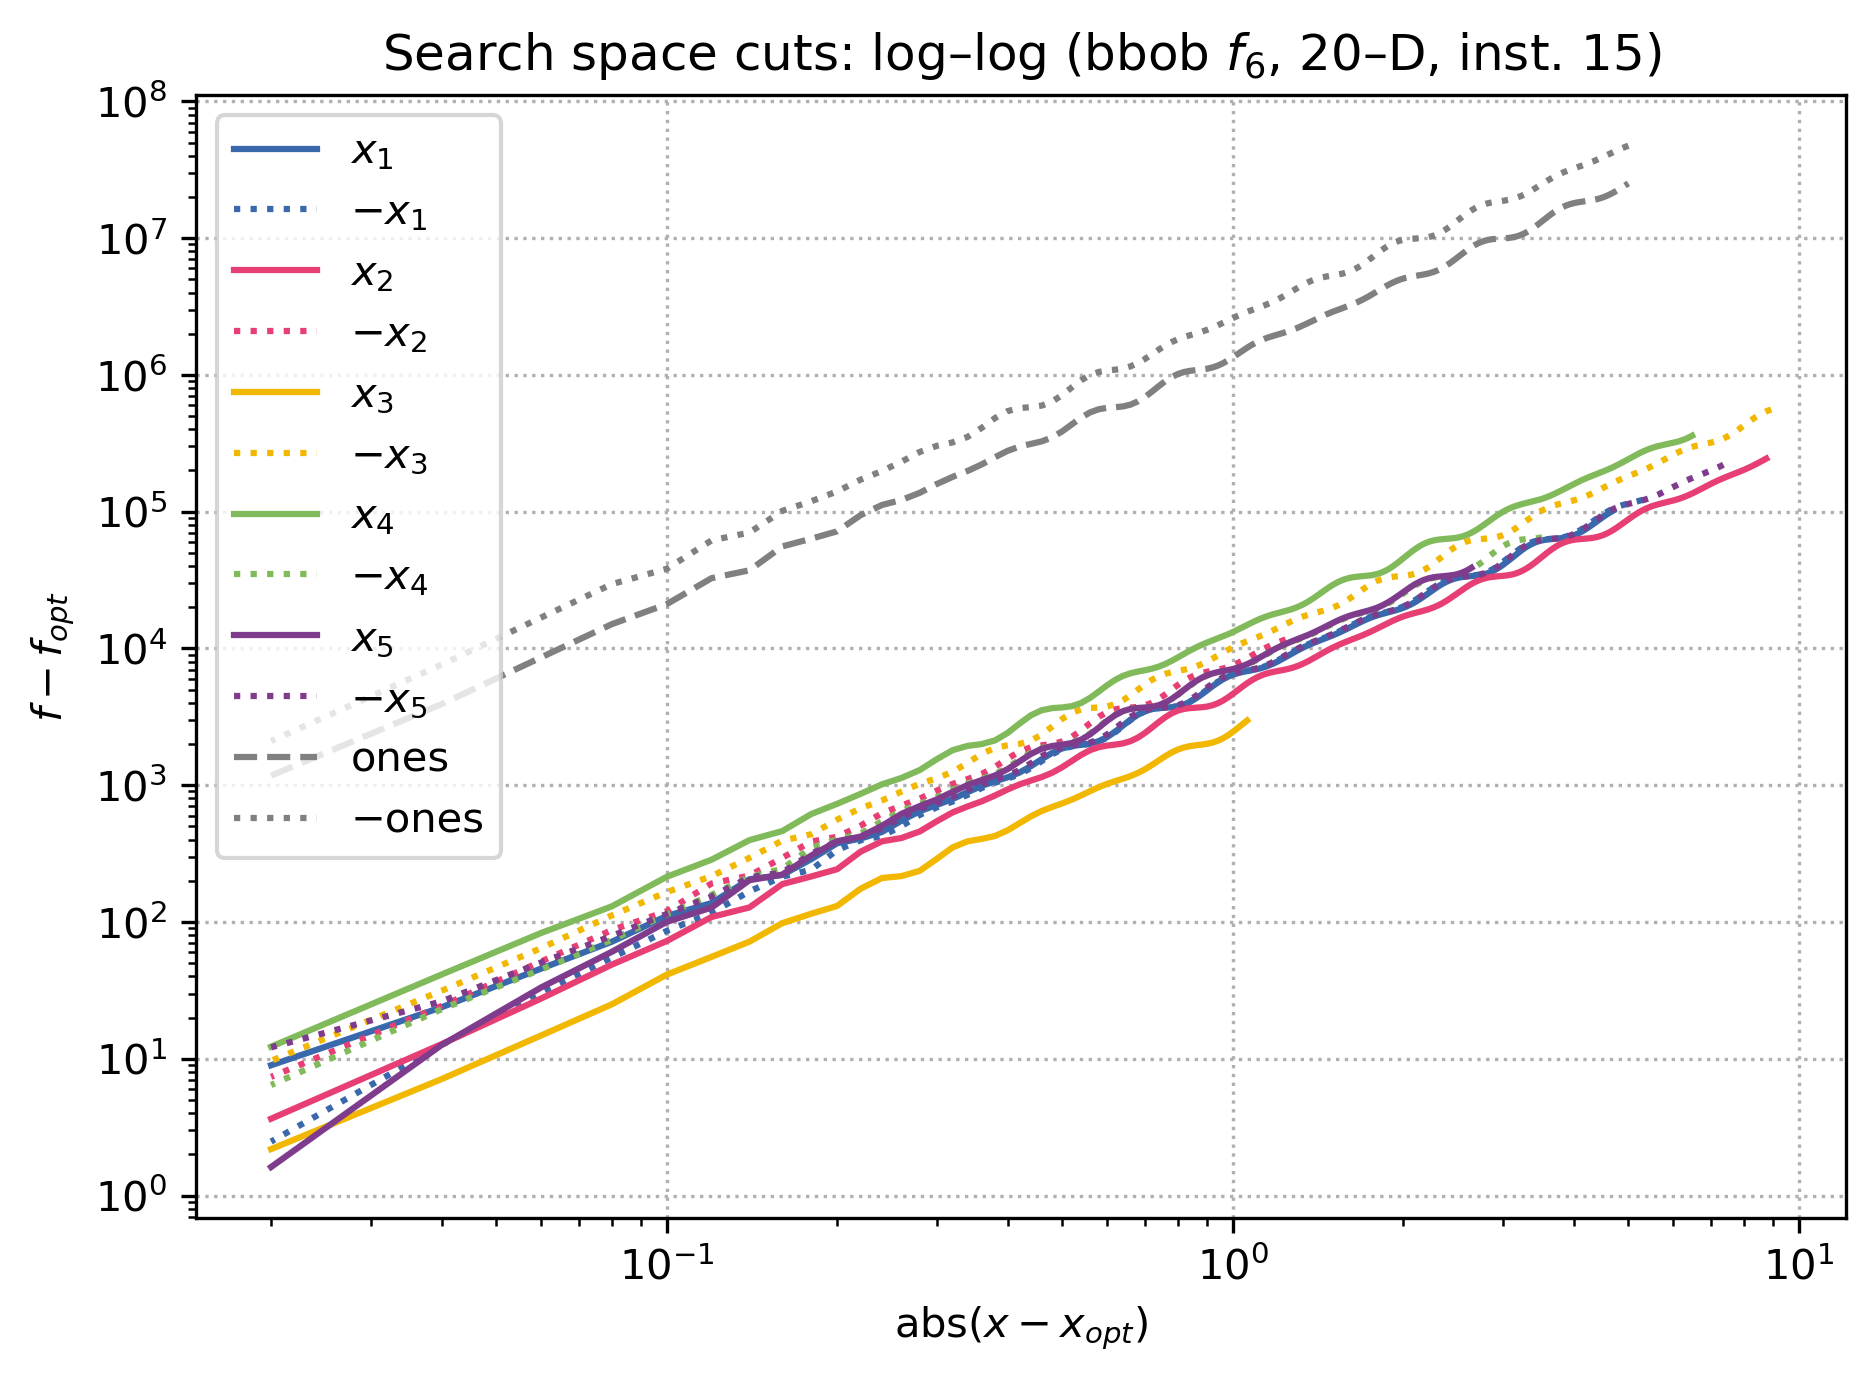 Search space cuts: log–log (bbob f₆, 20–D, inst. 15)
10⁸
10⁷
10⁶
10⁵
10⁴
10³
10²
10¹
10⁰
f − f_opt
x₁
−x₁
x₂
−x₂
x₃
−x₃
x₄
−x₄
x₅
−x₅
ones
−ones
10⁻¹
10⁰
10¹
abs(x − x_opt)